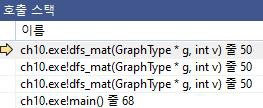 호출 스택
이름
ch10.exe!dfs_mat(GraphType * g, int v) 줄 50
ch10.exe!dfs_mat(GraphType * g, int v) 줄 50
ch10.exe!dfs_mat(GraphType * g, int v) 줄 50
ch10.exe!main() 줄 68